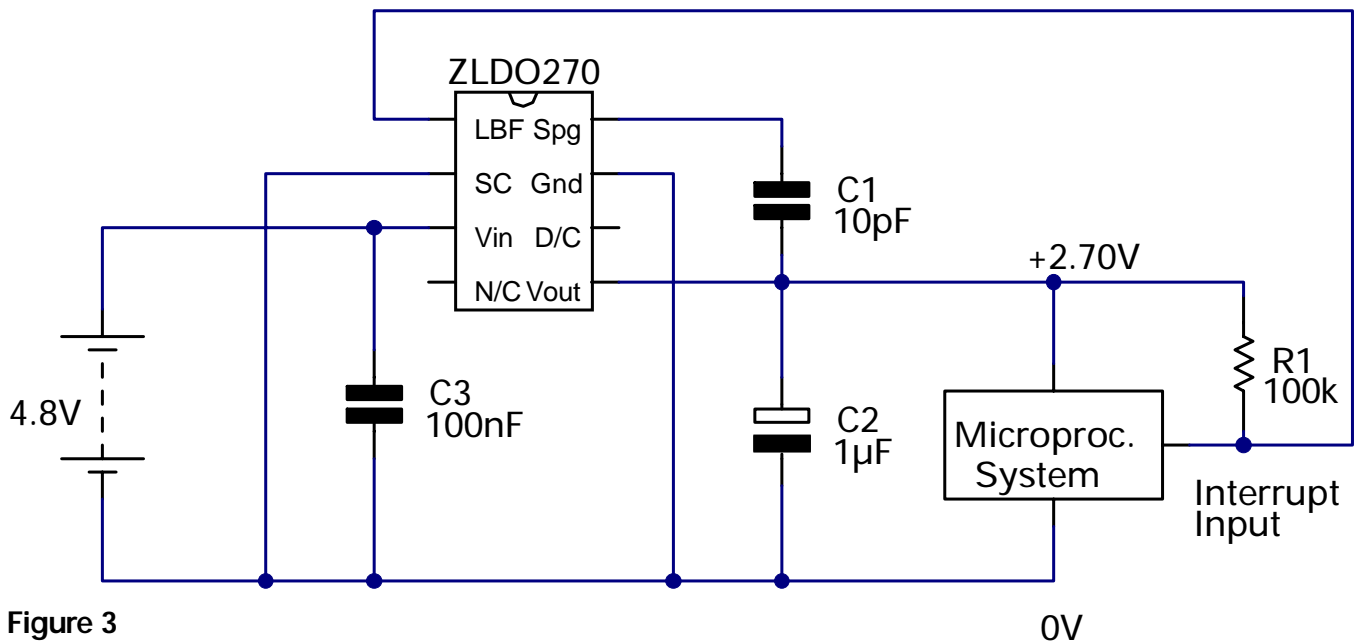 ZLDO270
LBF Spg
SC Gnd
Vin D/C
N/C Vout
C1
10pF
+2.70V
4.8V
C3
100nF
C2
1µF
Microproc.
System
R1
100k
Interrupt
Input
Figure 3
0V